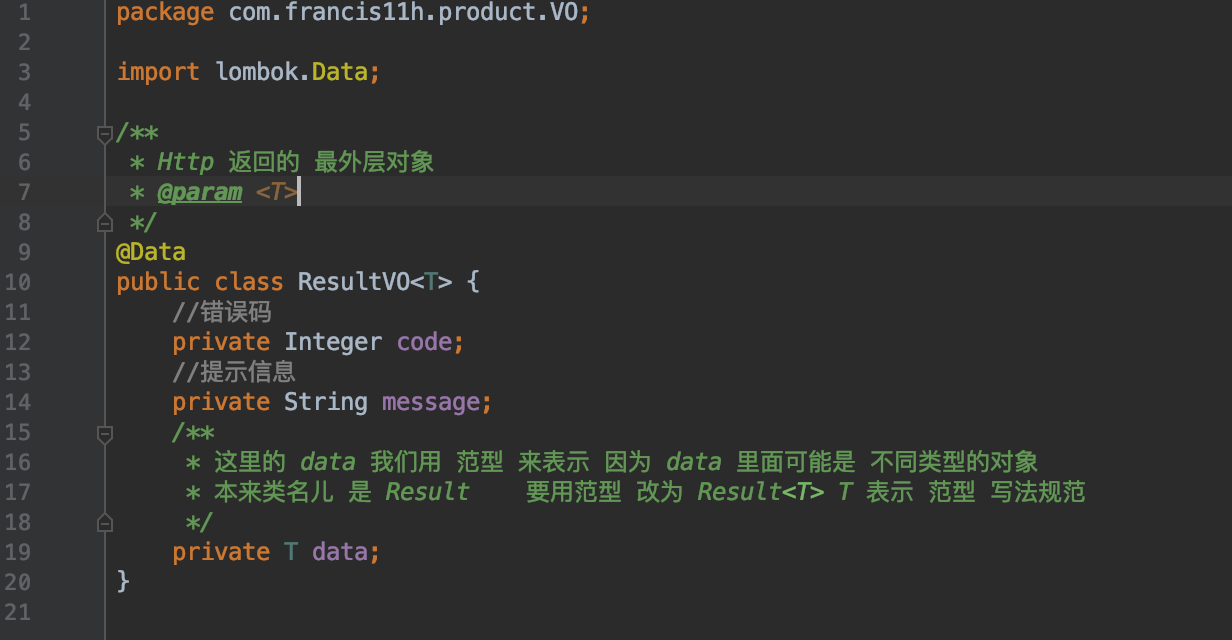 1 package com.francis11h.product.VO;
2
3 import lombok.Data;
4
5 /**
6 * Http 返回的 最外层对象
7 * @param <T>
8 */
9 @Data
10 public class ResultVO<T> {
11 //错误码
12 private Integer code;
13 //提示信息
14 private String message;
15 /**
16 * 这里的 data 我们用 范型 来表示 因为 data 里面可能是 不同类型的对象
17 * 本来类名儿 是 Result 要用范型 改为 Result<T> T 表示 范型 写法规范
18 */
19 private T data;
20 }
21